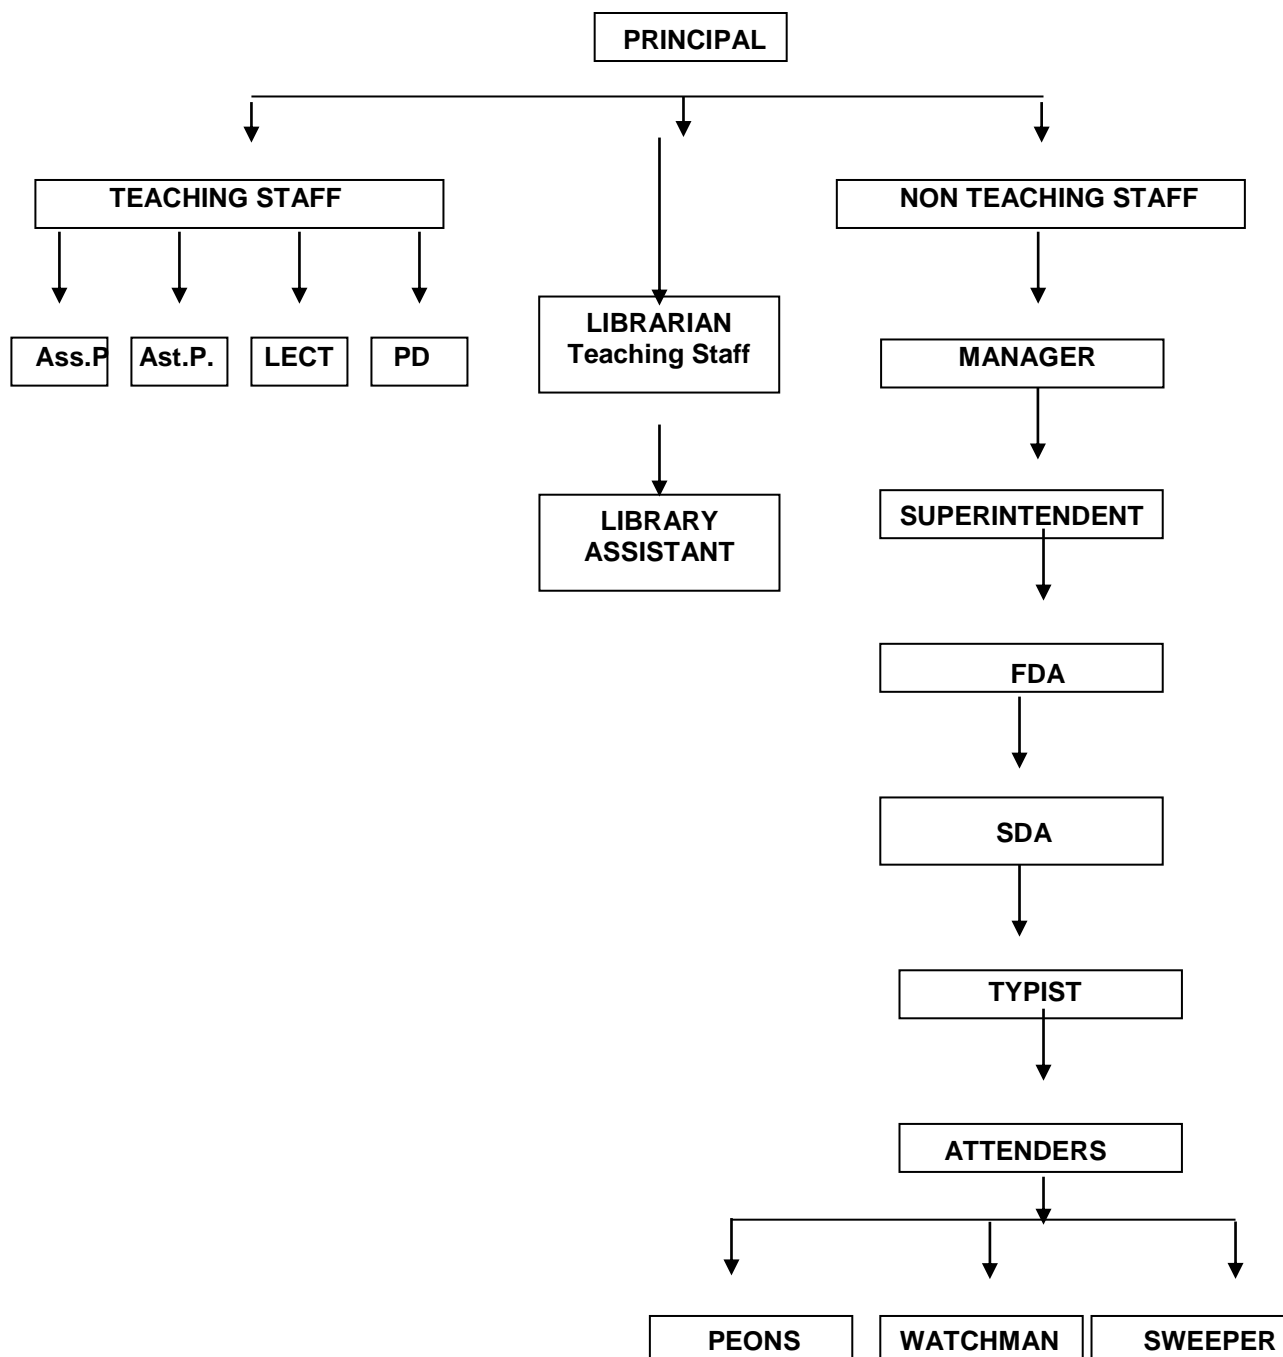 PRINCIPAL
TEACHING STAFF
NON TEACHING STAFF
Ass.P
Ast.P.
LECT
PD
LIBRARIAN
Teaching Staff
MANAGER
LIBRARY
ASSISTANT
SUPERINTENDENT
FDA
SDA
TYPIST
ATTENDERS
PEONS
WATCHMAN
SWEEPER